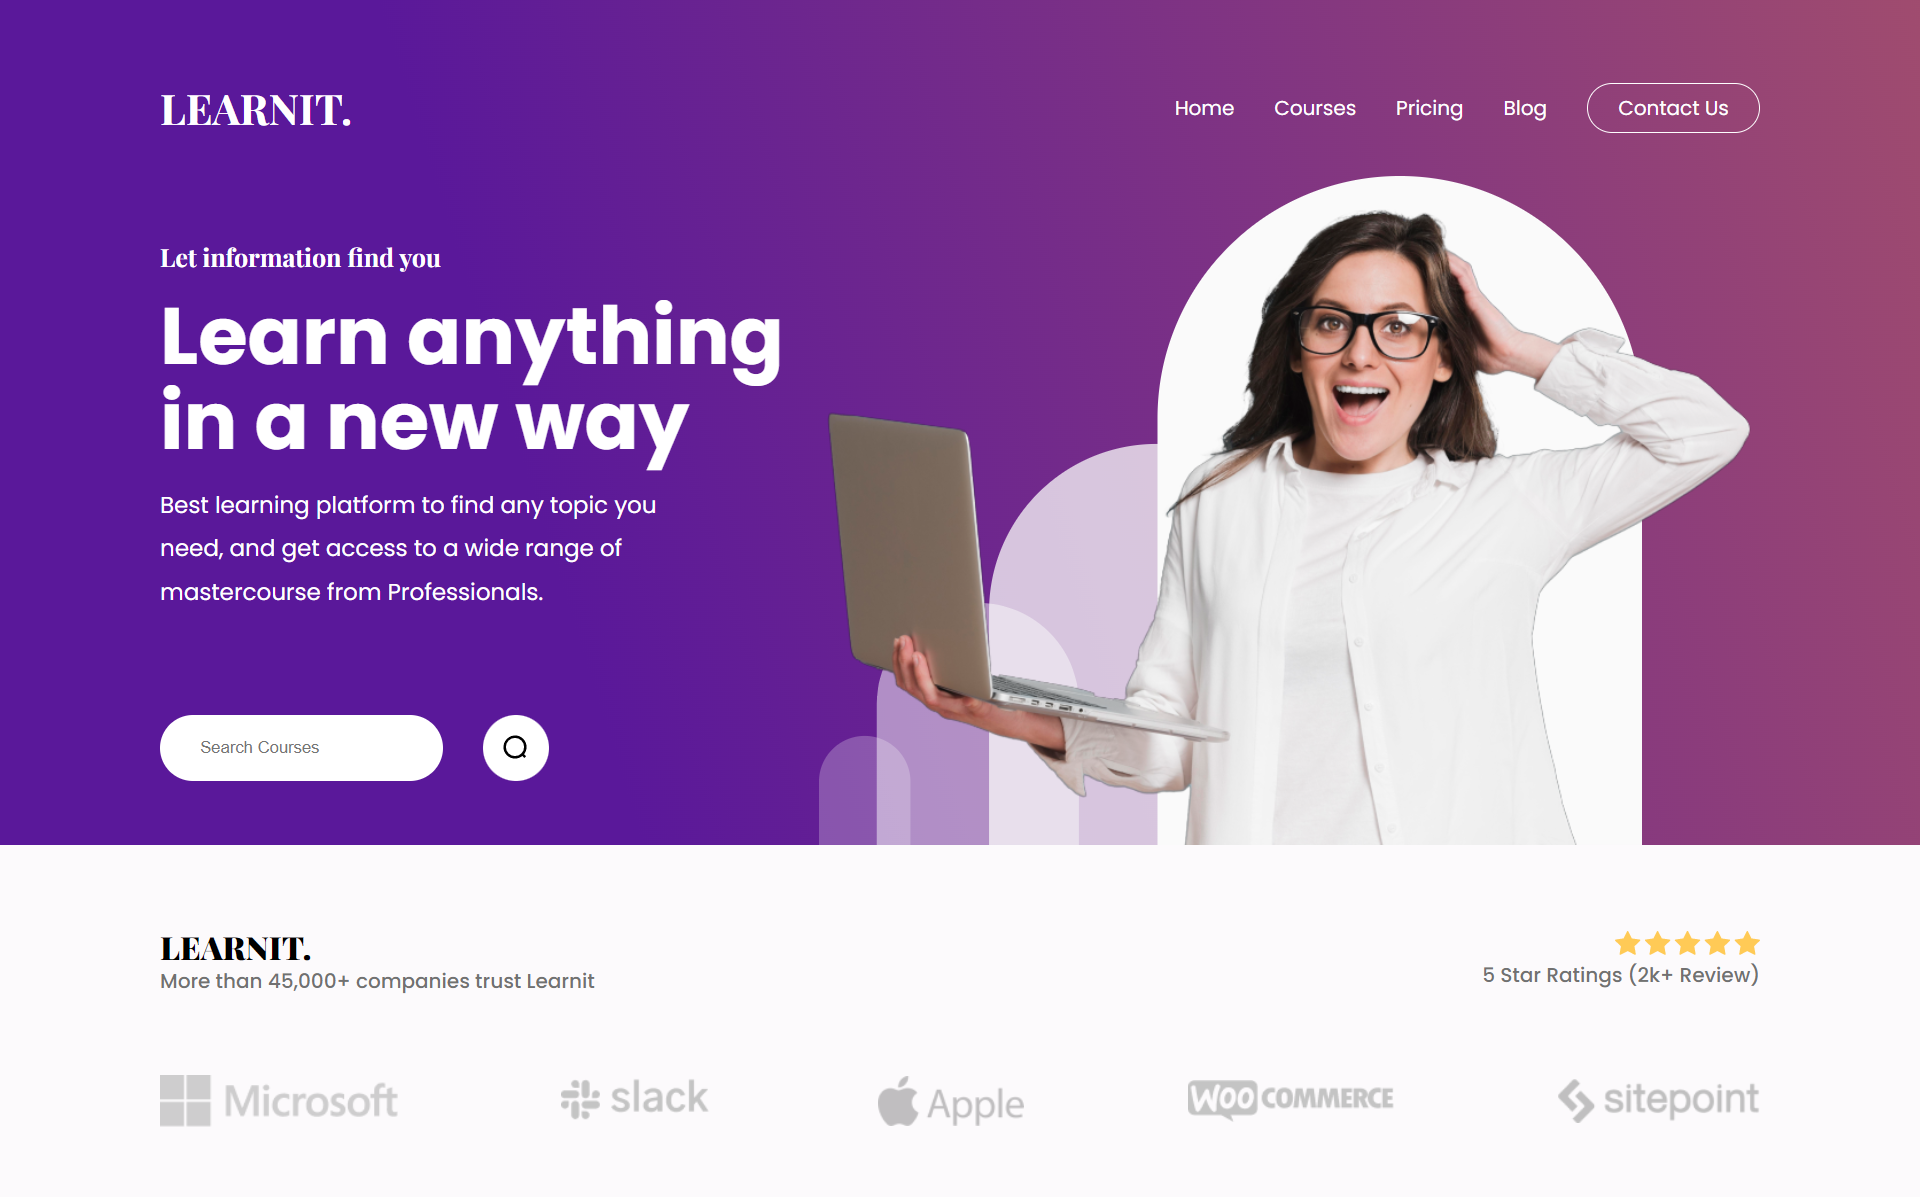 LEARNIT.
Home
Courses
Pricing
Blog
Contact Us
Let information find you
Learn anything
in a new way
Best learning platform to find any topic you
need, and get access to a wide range of
mastercourse from Professionals.
Search Courses
LEARNIT.
More than 45,000+ companies trust Learnit
5 Star Ratings (2k+ Review)
Microsoft
slack
Apple
WOO COMMERCE
sitepoint